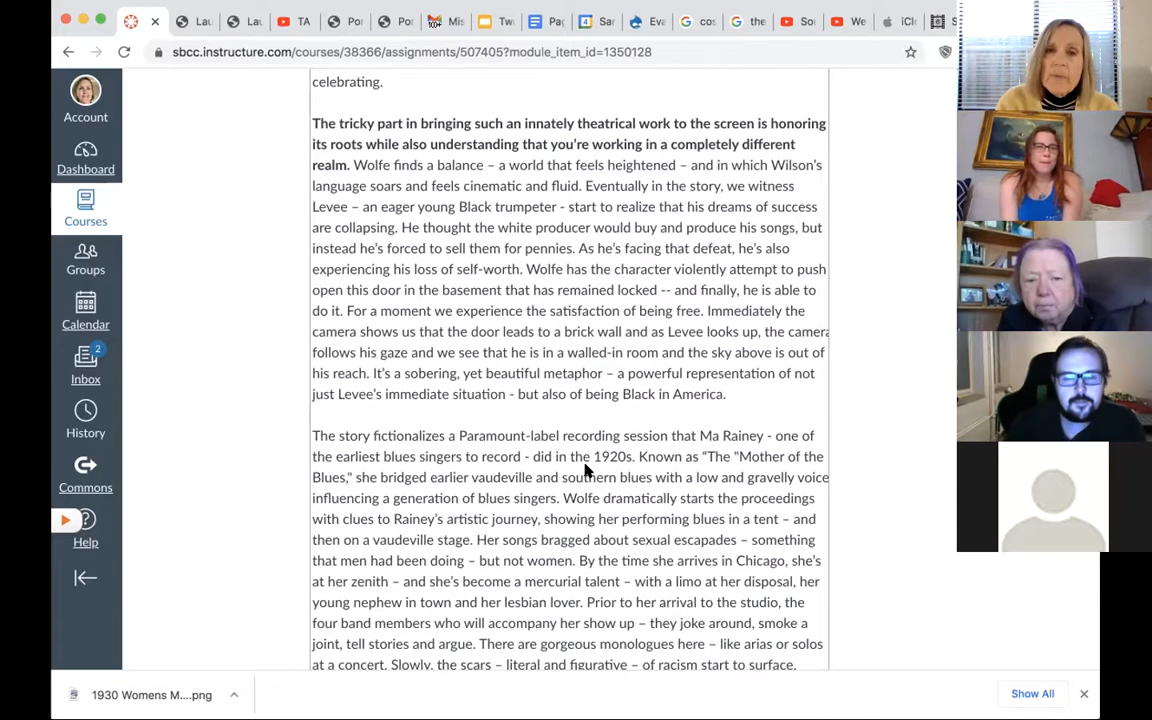 Lau
Lau
TA
Por
Por
100+
Mis
Tw
Pag
4
San
Eva
cos
the
Sou
We
iClo
sbcc.instructure.com/courses/38366/assignments/507405?module_item_id=1350128
Account
Dashboard
Courses
Groups
Calendar
2
Inbox
History
Commons
Help
celebrating.
The tricky part in bringing such an innately theatrical work to the screen is honoring
its roots while also understanding that you're working in a completely different
realm. Wolfe finds a balance – a world that feels heightened – and in which Wilson's
language soars and feels cinematic and fluid. Eventually in the story, we witness
Levee – an eager young Black trumpeter - start to realize that his dreams of success
are collapsing. He thought the white producer would buy and produce his songs, but
instead he's forced to sell them for pennies. As he's facing that defeat, he's also
experiencing his loss of self-worth. Wolfe has the character violently attempt to push
open this door in the basement that has remained locked -- and finally, he is able to
do it. For a moment we experience the satisfaction of being free. Immediately the
camera shows us that the door leads to a brick wall and as Levee looks up, the camera
follows his gaze and we see that he is in a walled-in room and the sky above is out of
his reach. It's a sobering, yet beautiful metaphor – a powerful representation of not
just Levee's immediate situation - but also of being Black in America.
The story fictionalizes a Paramount-label recording session that Ma Rainey - one of
the earliest blues singers to record - did in the 1920s. Known as “The "Mother of the
Blues," she bridged earlier vaudeville and southern blues with a low and gravelly voice
influencing a generation of blues singers. Wolfe dramatically starts the proceedings
with clues to Rainey's artistic journey, showing her performing blues in a tent – and
then on a vaudeville stage. Her songs bragged about sexual escapades – something
that men had been doing – but not women. By the time she arrives in Chicago, she's
at her zenith – and she's become a mercurial talent – with a limo at her disposal, her
young nephew in town and her lesbian lover. Prior to her arrival to the studio, the
four band members who will accompany her show up – they joke around, smoke a
joint, tell stories and argue. There are gorgeous monologues here – like arias or solos
at a concert. Slowly, the scars – literal and figurative – of racism start to surface.
1930 Womens M....png
Show All